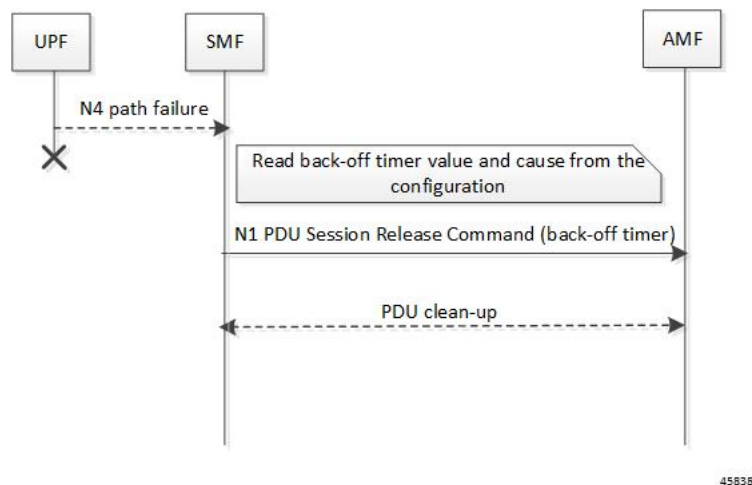 UPF
SMF
AMF
N4 path failure
Read back-off timer value and cause from the
configuration
N1 PDU Session Release Command (back-off timer)
PDU clean-up
45838